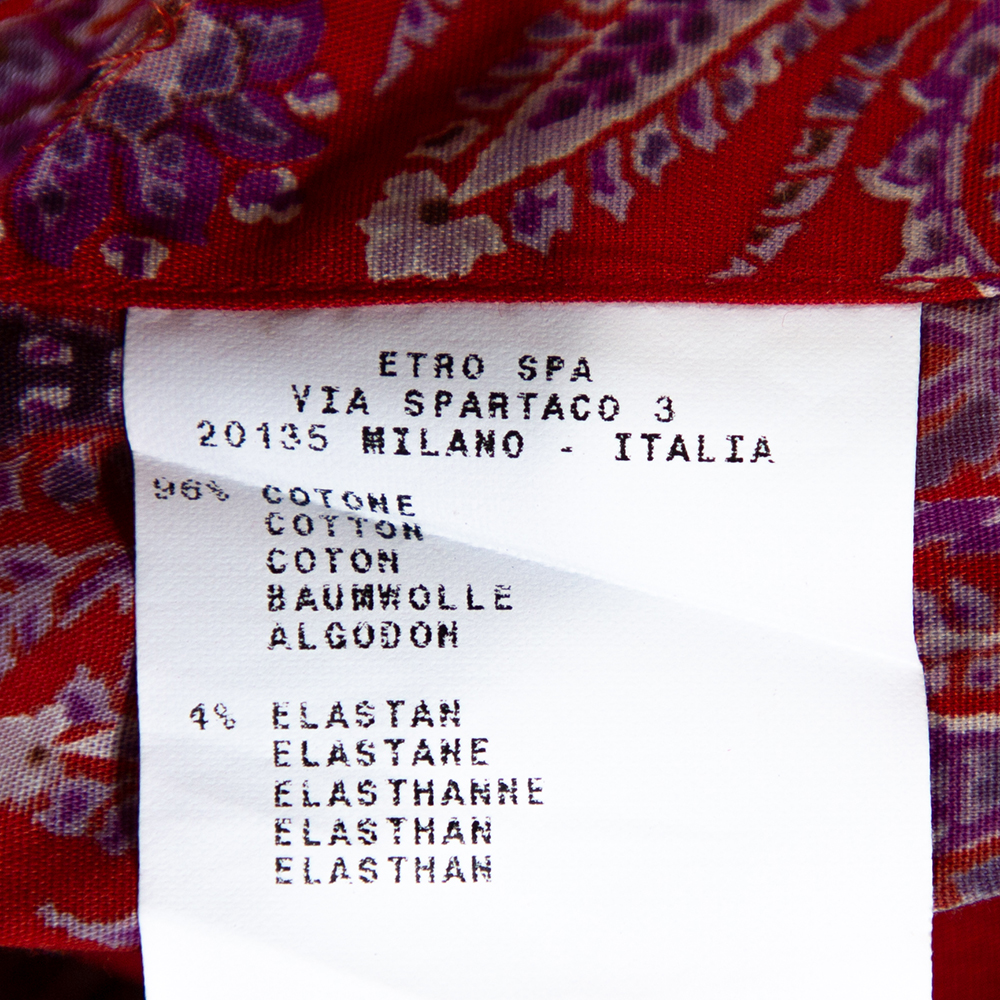 ETRO SPA
VIA SPARTACO 3
20135 MILANO - ITALIA
96% COTONE
COTTON
COTON
BAUMWOLLE
ALGODON
4% ELASTAN
ELASTANE
ELASTHANNE
ELASTHAN
ELASTHAN